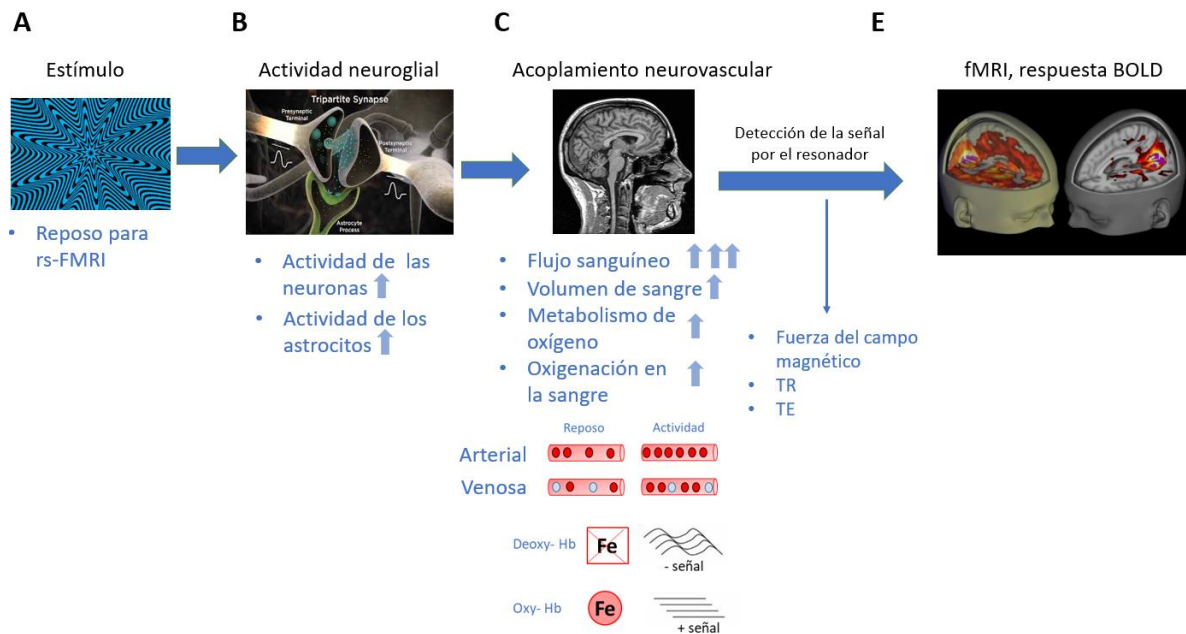 A
B
C
E
Estímulo
Actividad neuroglial
Acoplamiento neurovascular
fMRI, respuesta BOLD
Tripartite Synapse
Presynaptic
Terminal
Postsynaptic
Terminal
Astrocyte
Process
Detección de la señal
por el resonador
• Reposo para
rs-FMRI
• Actividad de las
neuronas
• Actividad de los
astrocitos
• Flujo sanguíneo
• Volumen de sangre
• Metabolismo de
oxígeno
• Oxigenación en
la sangre
• Fuerza del campo
magnético
• TR
• TE
Reposo
Actividad
Arterial
Venosa
Deoxy- Hb
Fe
- señal
Oxy- Hb
Fe
+ señal